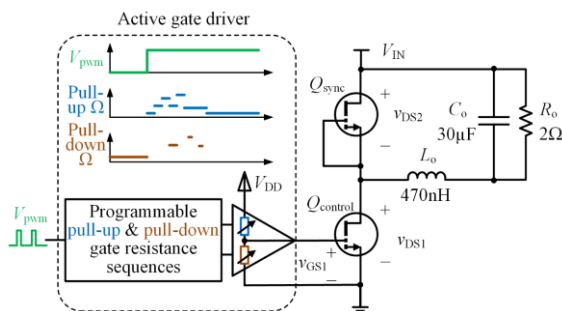 Active gate driver
V_pwm
Pull-up Ω
Pull-down Ω
V_DD
V_pwm
Programmable
pull-up & pull-down
gate resistance
sequences
V_IN
Q_sync
+
v_DS2
−
C_o
30μF
R_o
2Ω
L_o
470nH
Q_control
+
v_DS1
−
+
v_GS1
−